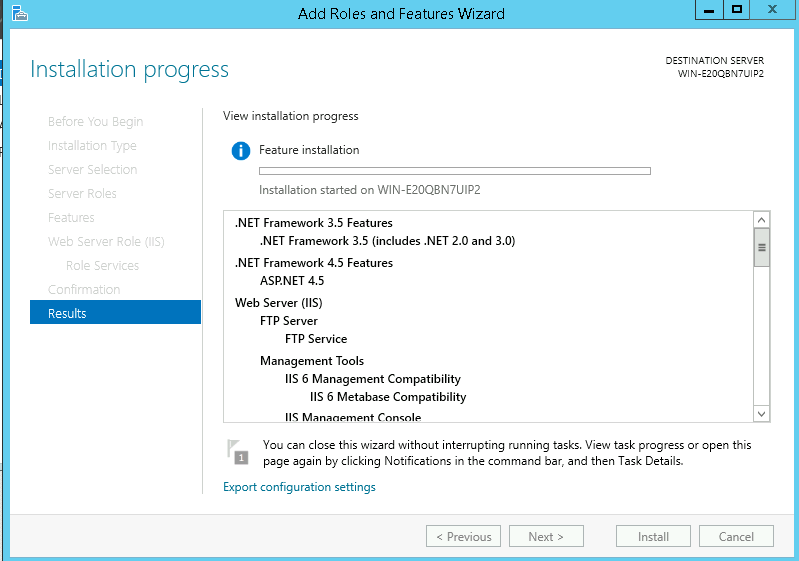 Add Roles and Features Wizard
Installation progress
DESTINATION SERVER
WIN-E20QBN7UIP2
Before You Begin
Installation Type
Server Selection
Server Roles
Features
Web Server Role (IIS)
Role Services
Confirmation
Results
View installation progress
Feature installation
Installation started on WIN-E20QBN7UIP2
.NET Framework 3.5 Features
.NET Framework 3.5 (includes .NET 2.0 and 3.0)
.NET Framework 4.5 Features
ASP.NET 4.5
Web Server (IIS)
FTP Server
FTP Service
Management Tools
IIS 6 Management Compatibility
IIS 6 Metabase Compatibility
IIS Management Console
1
You can close this wizard without interrupting running tasks. View task progress or open this
page again by clicking Notifications in the command bar, and then Task Details.
Export configuration settings
< Previous
Next >
Install
Cancel